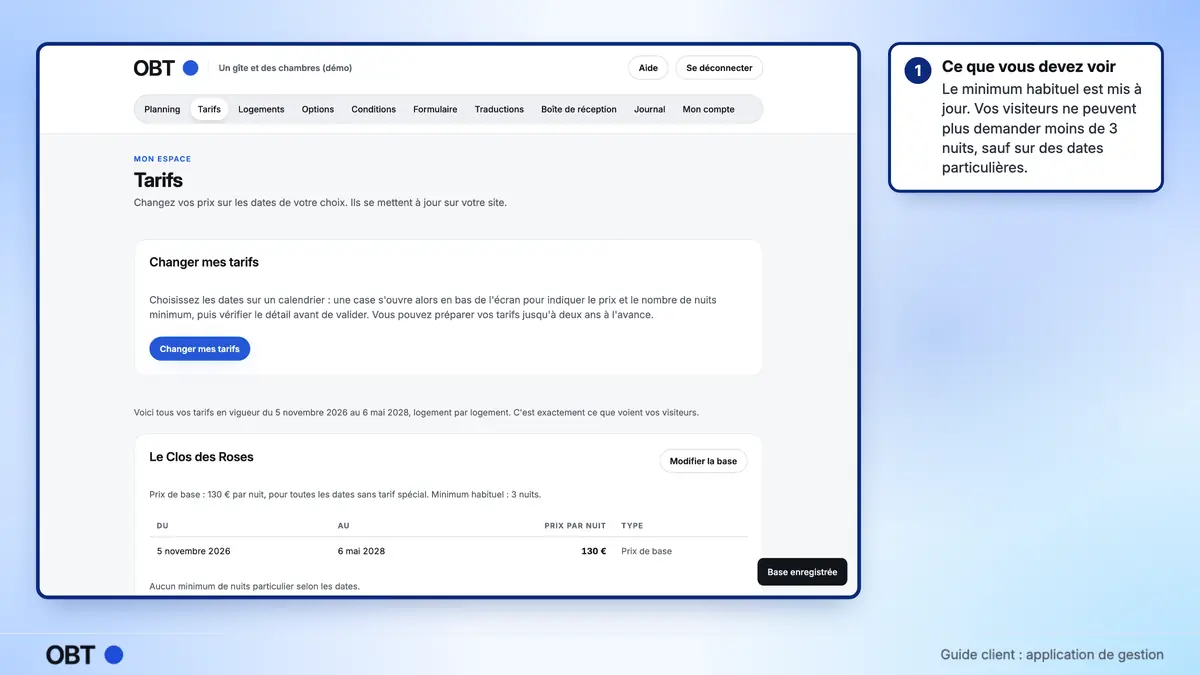 OBT
Un gîte et des chambres (démo)
Aide
Se déconnecter
Planning
Tarifs
Logements
Options
Conditions
Formulaire
Traductions
Boîte de réception
Journal
Mon compte
MON ESPACE
Tarifs
Changez vos prix sur les dates de votre choix. Ils se mettent à jour sur votre site.
Changer mes tarifs
Choisissez les dates sur un calendrier : une case s'ouvre alors en bas de l'écran pour indiquer le prix et le nombre de nuits
minimum, puis vérifier le détail avant de valider. Vous pouvez préparer vos tarifs jusqu'à deux ans à l'avance.
Changer mes tarifs
Voici tous vos tarifs en vigueur du 5 novembre 2026 au 6 mai 2028, logement par logement. C'est exactement ce que voient vos visiteurs.
Le Clos des Roses
Modifier la base
Prix de base : 130 € par nuit, pour toutes les dates sans tarif spécial. Minimum habituel : 3 nuits.
DU AU PRIX PAR NUIT TYPE
5 novembre 2026 6 mai 2028 130 € Prix de base
Aucun minimum de nuits particulier selon les dates.
Base enregistrée
1
Ce que vous devez voir
Le minimum habituel est mis à
jour. Vos visiteurs ne peuvent
plus demander moins de 3
nuits, sauf sur des dates
particulières.
OBT
Guide client : application de gestion